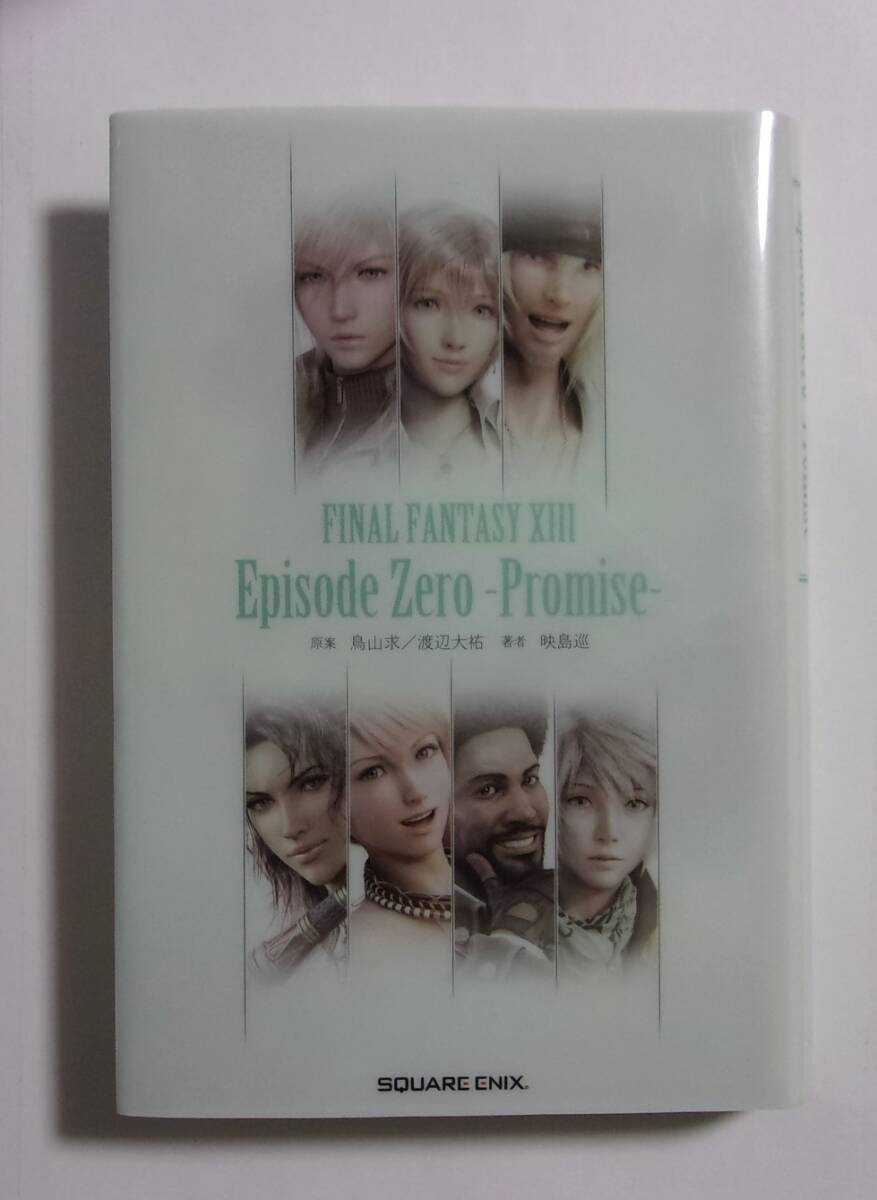 FINAL FANTASY XIII
Episode Zero -Promise-
原案 鳥山求／渡辺大祐 著者 映島巡
SQUARE ENIX